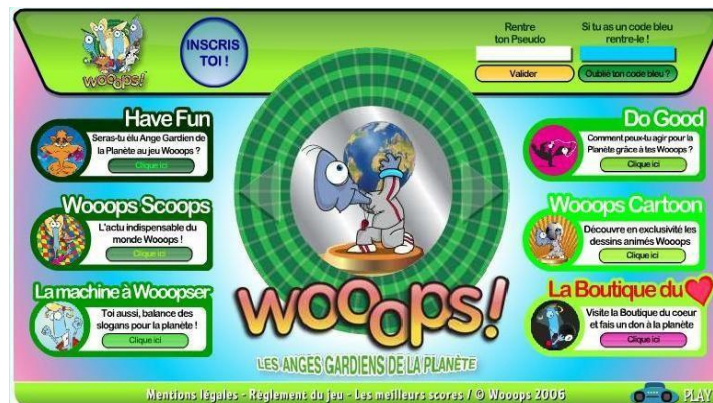 wooops!
INSCRIS
TOI !
Rentre
ton Pseudo
Valider
Si tu as un code bleu
rentre-le !
Oublié ton code bleu ?
Have Fun
Seras-tu élu Ange Gardien de
la Planète au jeu Wooops ?
Clique ici
Wooops Scoops
L'actu indispensable du
monde Wooops !
Clique ici
La machine à Wooopser
Toi aussi, balance des
slogans pour la planète !
Clique ici
wooops!
LES ANGES GARDIENS DE LA PLANÈTE
Do Good
Comment peux-tu agir pour la
Planète grâce à tes Wooops ?
Clique ici
Wooops Cartoon
Découvre en exclusivité les
dessins animés Wooops
Clique ici
La Boutique du
Visite la Boutique du coeur
et fais un don à la planète
Clique ici
Mentions légales - Règlement du jeu - Les meilleurs scores / © Wooops 2006
PLAY